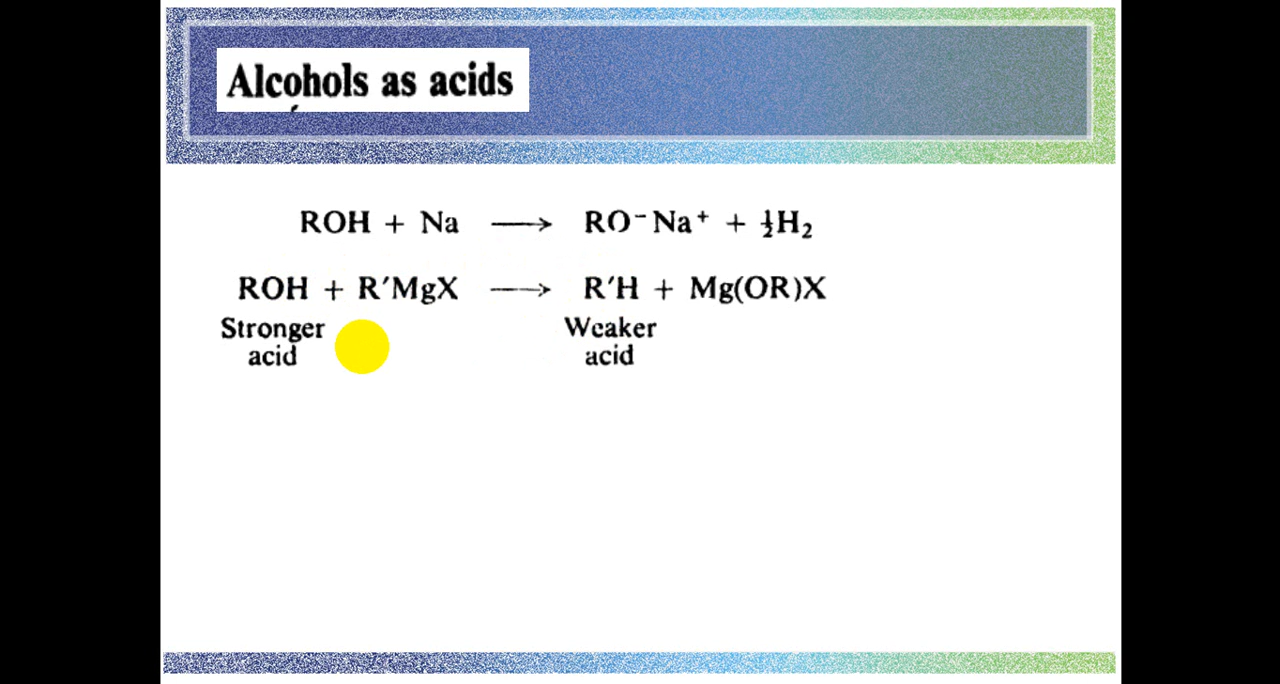 Alcohols as acids
ROH + Na ⟶ RO⁻Na⁺ + ½H₂
ROH + R′MgX ⟶ R′H + Mg(OR)X
Stronger acid
Weaker acid